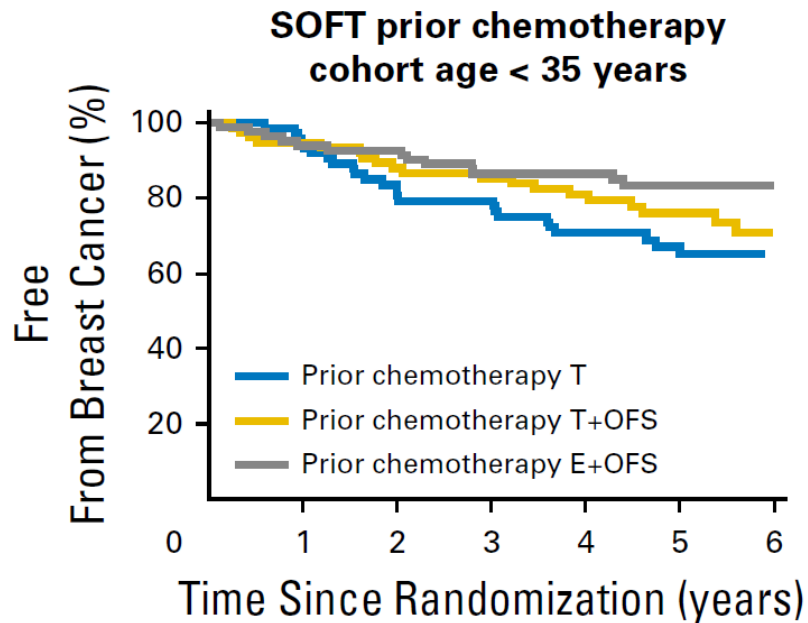 SOFT prior chemotherapy
cohort age < 35 years
Free
From Breast Cancer (%)
100
80
60
40
20
Prior chemotherapy T
Prior chemotherapy T+OFS
Prior chemotherapy E+OFS
0 1 2 3 4 5 6
Time Since Randomization (years)